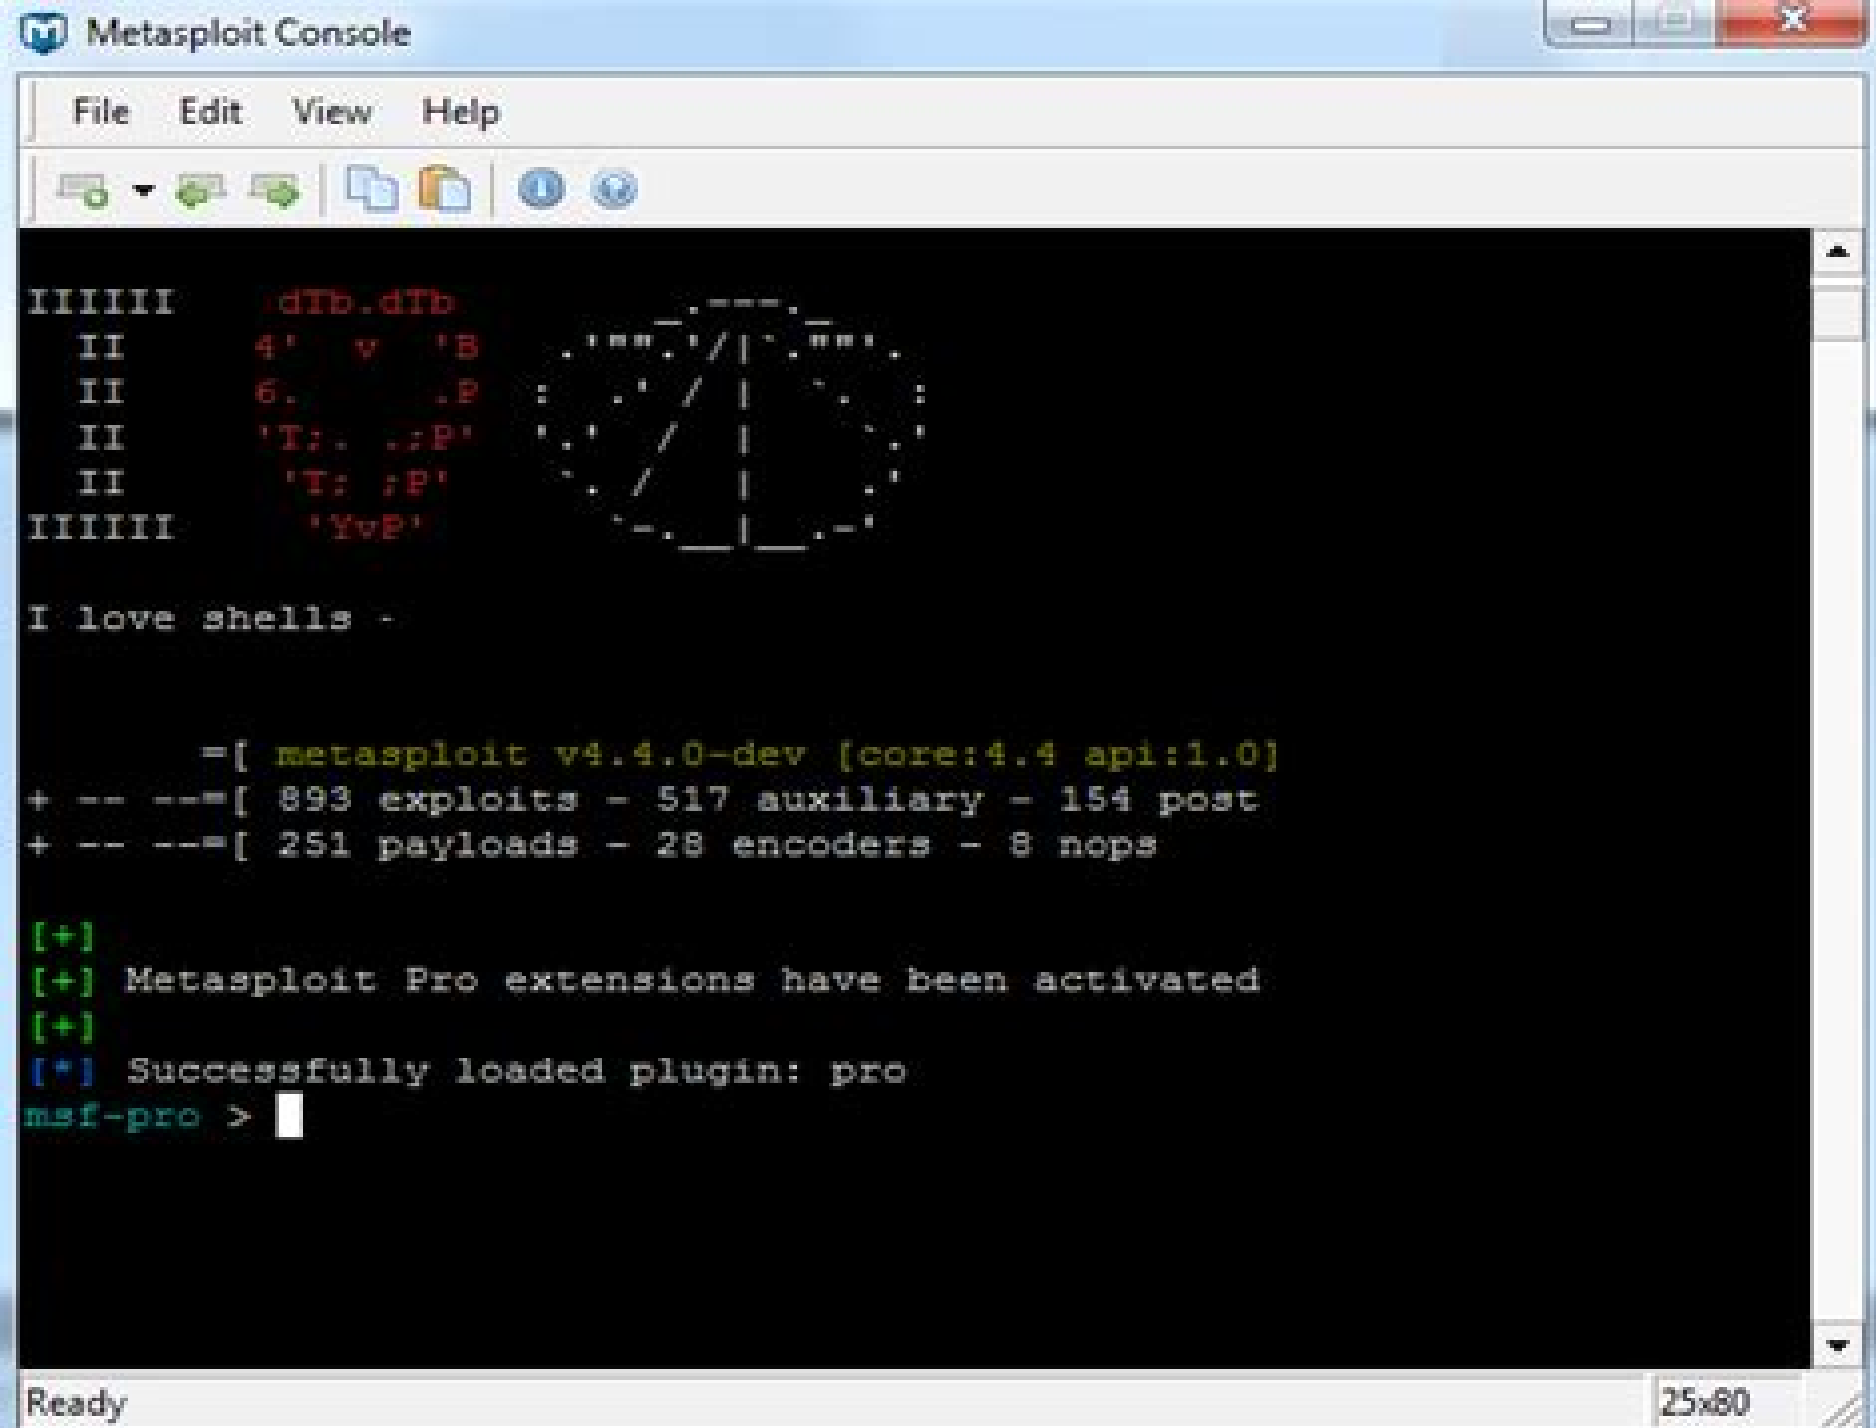 Metasploit Console
File Edit View Help
IIIIII    dTb.dTb        _.---._
  II     4'  v  'B   .'"".'/|`.""'.
  II     6.     .P  :  .' / |  `.  :
  II     'T;. .;P'  '.'  /  |    `.'
  II      'T; ;P'    `. /   |    .'
IIIIII     'YvP'       `-.__|__.-'
I love shells -
=[ metasploit v4.4.0-dev [core:4.4 api:1.0]
+ -- --=[ 893 exploits - 517 auxiliary - 154 post
+ -- --=[ 251 payloads - 28 encoders - 8 nops
[+]
[+] Metasploit Pro extensions have been activated
[+]
[*] Successfully loaded plugin: pro
msf-pro >
Ready 25x80